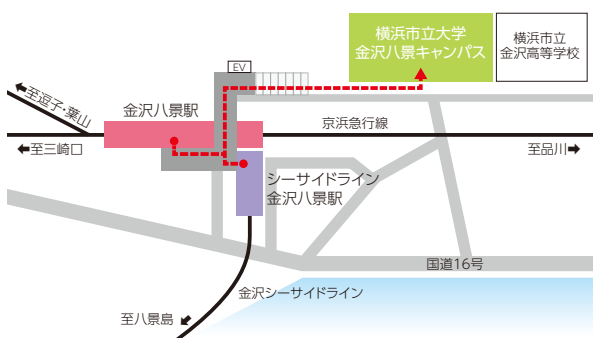 横浜市立大学
金沢八景キャンパス
横浜市立
金沢高等学校
EV
至逗子・葉山
金沢八景駅
京浜急行線
至三崎口
至品川
シーサイドライン
金沢八景駅
国道16号
金沢シーサイドライン
至八景島